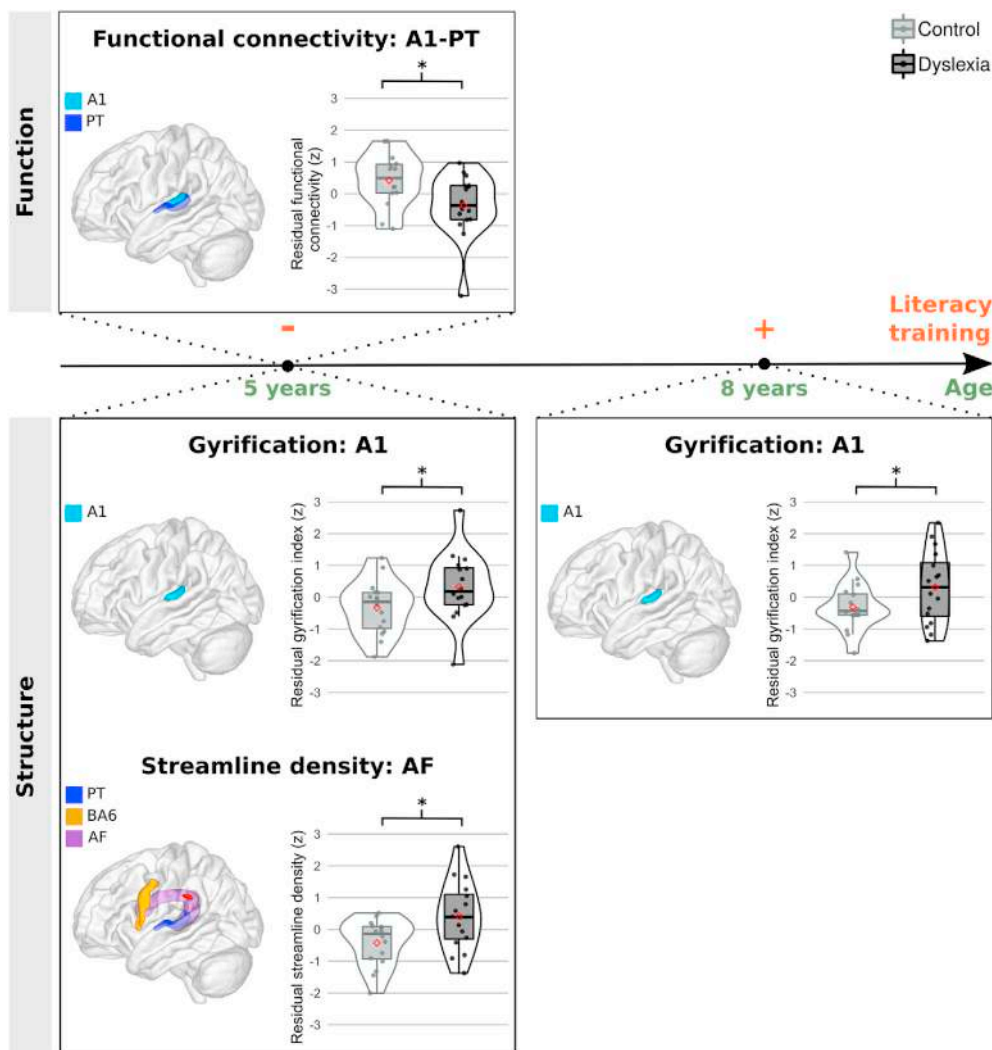 Control
Dyslexia
Function
Functional connectivity: A1-PT
A1
PT
*
Residual functional
connectivity (z)
3
2
1
0
-1
-2
-3
-
+
Literacy
training
5 years
8 years
Age
Structure
Gyrification: A1
A1
*
Residual gyrification index (z)
3
2
1
0
-1
-2
-3
Gyrification: A1
A1
*
Residual gyrification index (z)
3
2
1
0
-1
-2
-3
Streamline density: AF
PT
BA6
AF
*
Residual streamline density (z)
3
2
1
0
-1
-2
-3